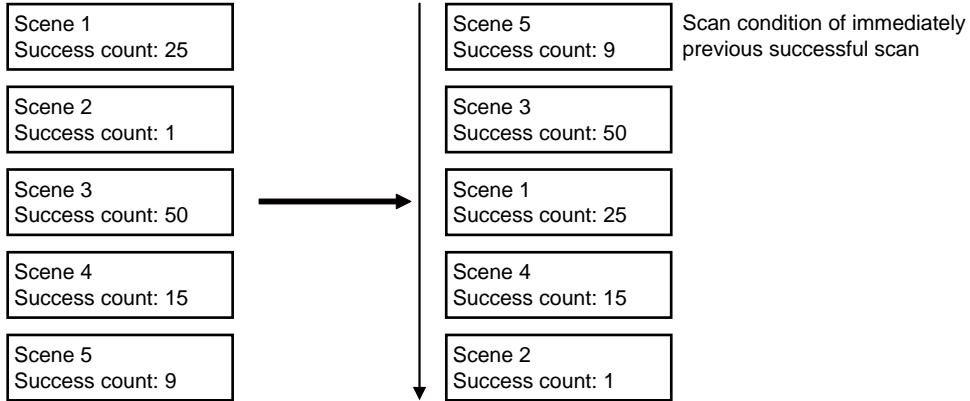 Scene 1
Success count: 25
Scene 2
Success count: 1
Scene 3
Success count: 50
Scene 4
Success count: 15
Scene 5
Success count: 9
Scene 5
Success count: 9
Scan condition of immediately
previous successful scan
Scene 3
Success count: 50
Scene 1
Success count: 25
Scene 4
Success count: 15
Scene 2
Success count: 1